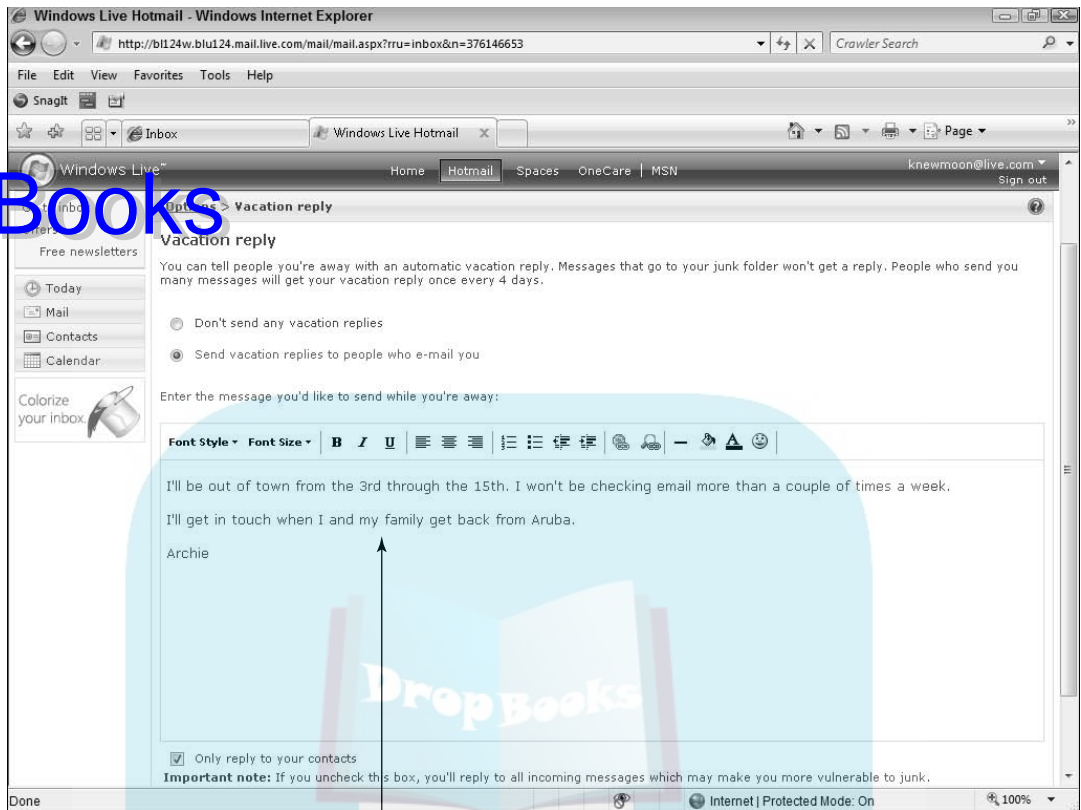 Windows Live Hotmail - Windows Internet Explorer
http://bl124w.blu124.mail.live.com/mail/mail.aspx?rru=inbox&n=376146653
Crawler Search
File Edit View Favorites Tools Help
SnagIt
Inbox
Windows Live Hotmail
Page
Windows Live™
Home Hotmail Spaces OneCare | MSN
knewmoon@live.com
Sign out
Books
Options > Vacation reply
Free newsletters
Today
Mail
Contacts
Calendar
Colorize
your inbox
Vacation reply
You can tell people you're away with an automatic vacation reply. Messages that go to your junk folder won't get a reply. People who send you
many messages will get your vacation reply once every 4 days.
Don't send any vacation replies
Send vacation replies to people who e-mail you
Enter the message you'd like to send while you're away:
Font Style Font Size B I U A
I'll be out of town from the 3rd through the 15th. I won't be checking email more than a couple of times a week.
I'll get in touch when I and my family get back from Aruba.
Archie
DropBooks
Only reply to your contacts
Important note: If you uncheck this box, you'll reply to all incoming messages which may make you more vulnerable to junk.
Done
Internet | Protected Mode: On
100%